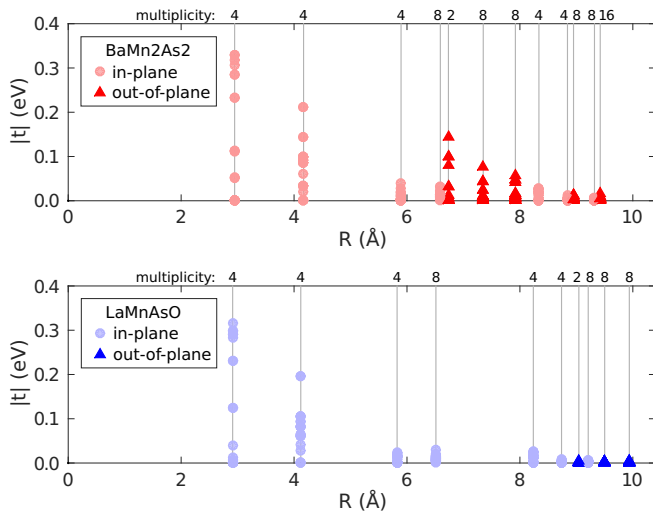 multiplicity: 4 4 4 8 2 8 8 4 4 8 8 16
0.4
0.3
0.2
0.1
0.0
|t| (eV)
BaMn2As2
in-plane
out-of-plane
0 2 4 6 8 10
R (Å)
multiplicity: 4 4 4 8 4 4 2 8 8 8
0.4
0.3
0.2
0.1
0.0
|t| (eV)
LaMnAsO
in-plane
out-of-plane
0 2 4 6 8 10
R (Å)